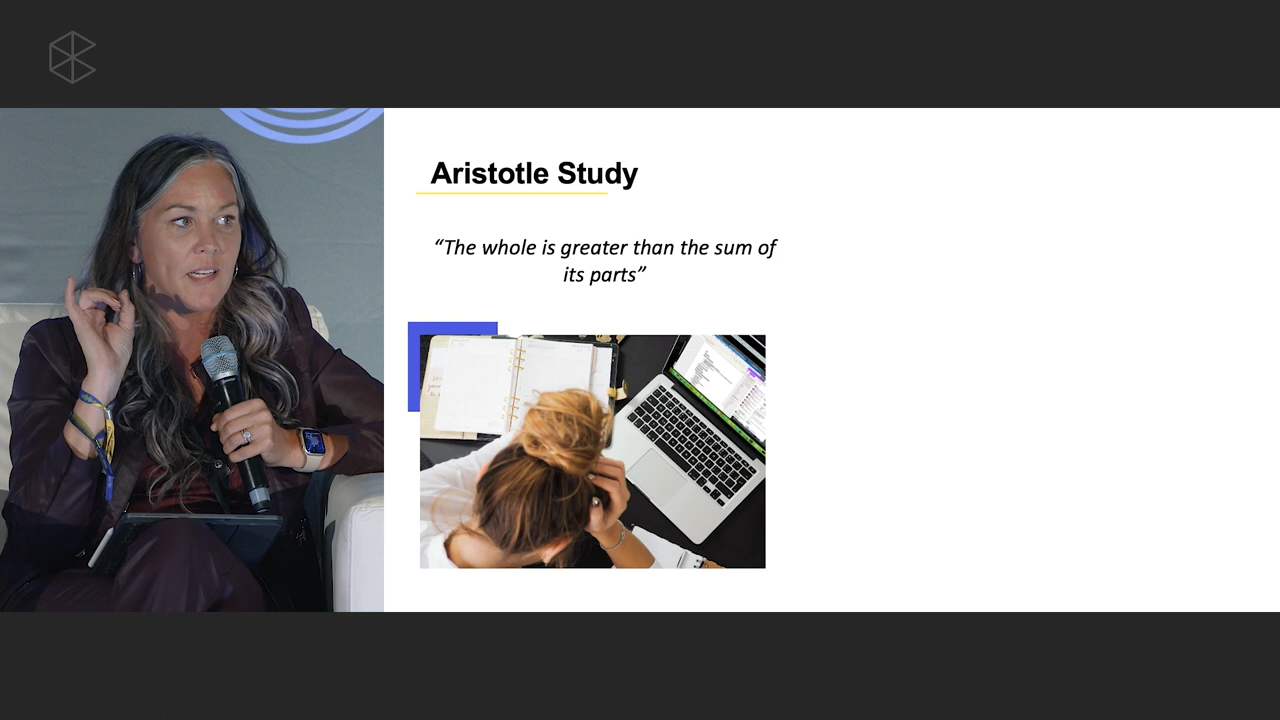 Aristotle Study
“The whole is greater than the sum of
its parts”